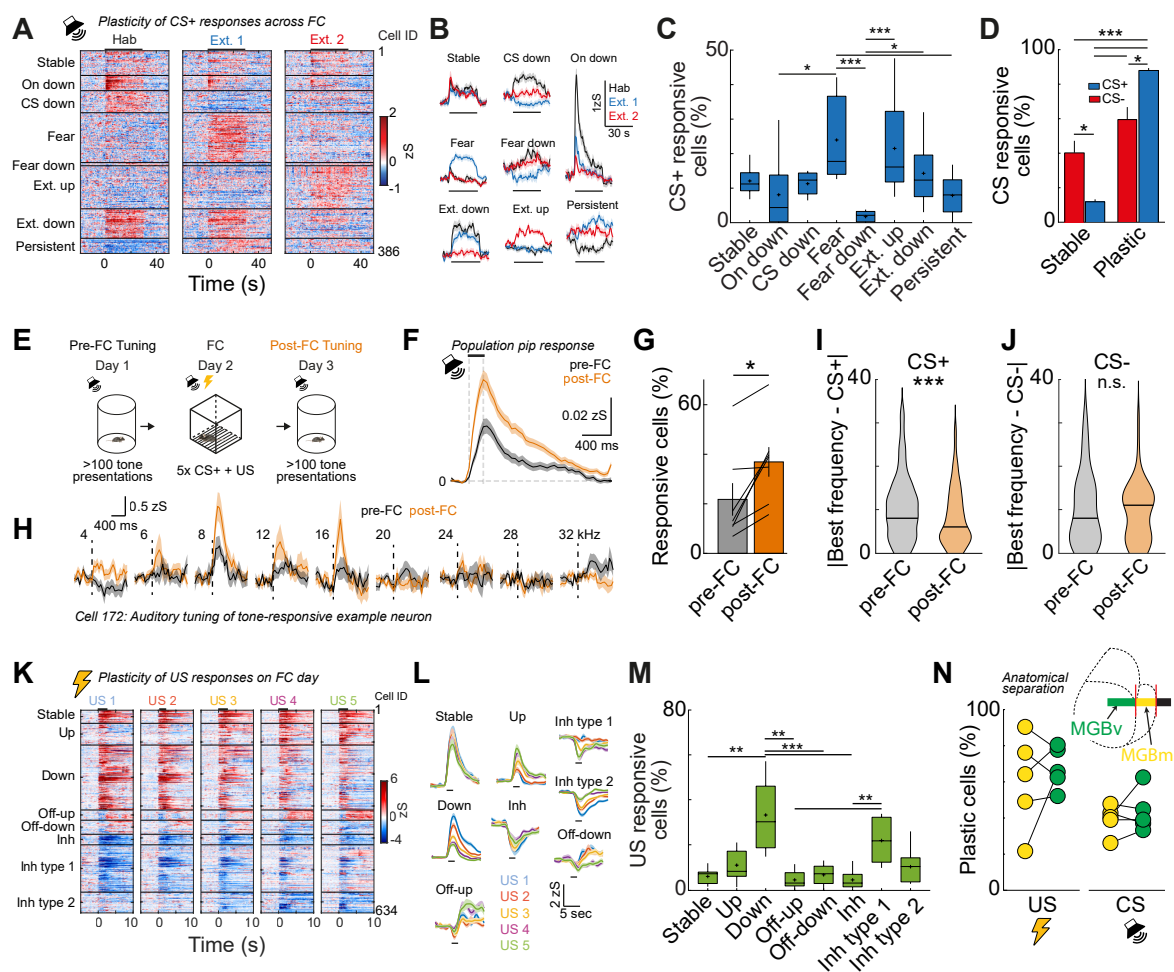 A
Plasticity of CS+ responses across FC
Hab
Ext. 1
Ext. 2
Cell ID
1
Stable
On down
CS down
Fear
Fear down
Ext. up
Ext. down
Persistent
386
2
zS
-1
0 40
0 40
0 40
Time (s)
B
Stable
CS down
On down
Hab
Ext. 1
Ext. 2
1zS
30 s
Fear
Fear down
Ext. down
Ext. up
Persistent
C
CS+ responsive
cells (%)
50
0
*
***
***
*
Stable
On down
CS down
Fear
Fear down
Ext. up
Ext. down
Persistent
D
CS responsive
cells (%)
100
0
***
*
*
CS+
CS-
Stable
Plastic
E
Pre-FC Tuning
FC
Post-FC Tuning
Day 1
Day 2
Day 3
>100 tone
presentations
5x CS+ + US
>100 tone
presentations
F
Population pip response
pre-FC
post-FC
0.02 zS
400 ms
0
G
Responsive cells (%)
60
0
*
pre-FC
post-FC
I
|Best frequency - CS+|
40
0
CS+
***
pre-FC
post-FC
J
|Best frequency - CS-|
40
0
CS-
n.s.
pre-FC
post-FC
H
0.5 zS
400 ms
pre-FC post-FC
4
6
8
9
12
16
20
24
28
32 kHz
Cell 172: Auditory tuning of tone-responsive example neuron
K
Plasticity of US responses on FC day
US 1
US 2
US 3
US 4
US 5
Cell ID
1
Stable
Up
Down
Off-up
Off-down
Inh
Inh type 1
Inh type 2
634
6
zS
-4
0 10
0 10
0 10
0 10
0 10
Time (s)
L
Stable
Up
Inh type 1
Inh type 2
Down
Inh
Off-down
Off-up
US 1
US 2
US 3
US 4
US 5
2 zS
5 sec
M
US responsive
cells (%)
80
0
**
**
***
**
Stable
Up
Down
Off-up
Off-down
Inh
Inh type 1
Inh type 2
N
Anatomical
separation
MGBv
MGBm
Plastic cells (%)
100
0
US
CS